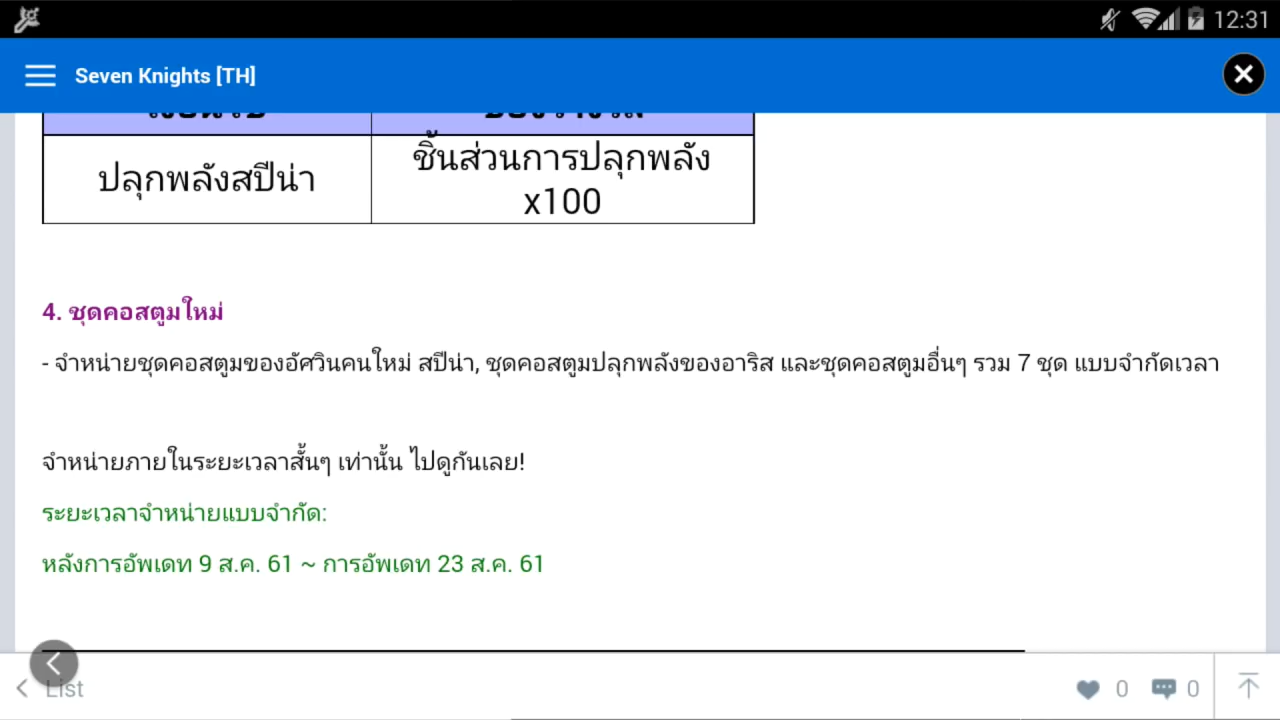 12:31
Seven Knights [TH]
ปลุกพลังสปีน่า
ชิ้นส่วนการปลุกพลัง
x100
4. ชุดคอสตูมใหม่
- จำหน่ายชุดคอสตูมของอัศวินคนใหม่ สปีน่า, ชุดคอสตูมปลุกพลังของอาริส และชุดคอสตูมอื่นๆ รวม 7 ชุด แบบจำกัดเวลา
จำหน่ายภายในระยะเวลาสั้นๆ เท่านั้น ไปดูกันเลย!
ระยะเวลาจำหน่ายแบบจำกัด:
หลังการอัพเดท 9 ส.ค. 61 ~ การอัพเดท 23 ส.ค. 61
List
0
0